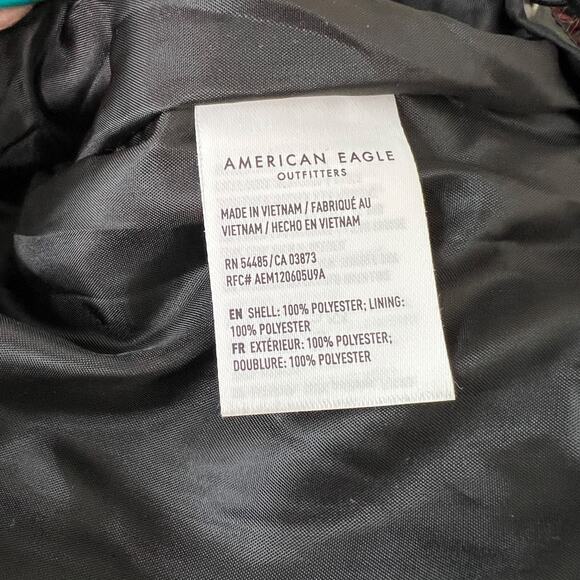 AMERICAN EAGLE
OUTFITTERS
MADE IN VIETNAM / FABRIQUÉ AU
VIETNAM / HECHO EN VIETNAM
RN 54485/CA 03873
RFC# AEM120605U9A
EN SHELL: 100% POLYESTER; LINING:
100% POLYESTER
FR EXTÉRIEUR: 100% POLYESTER;
DOUBLURE: 100% POLYESTER